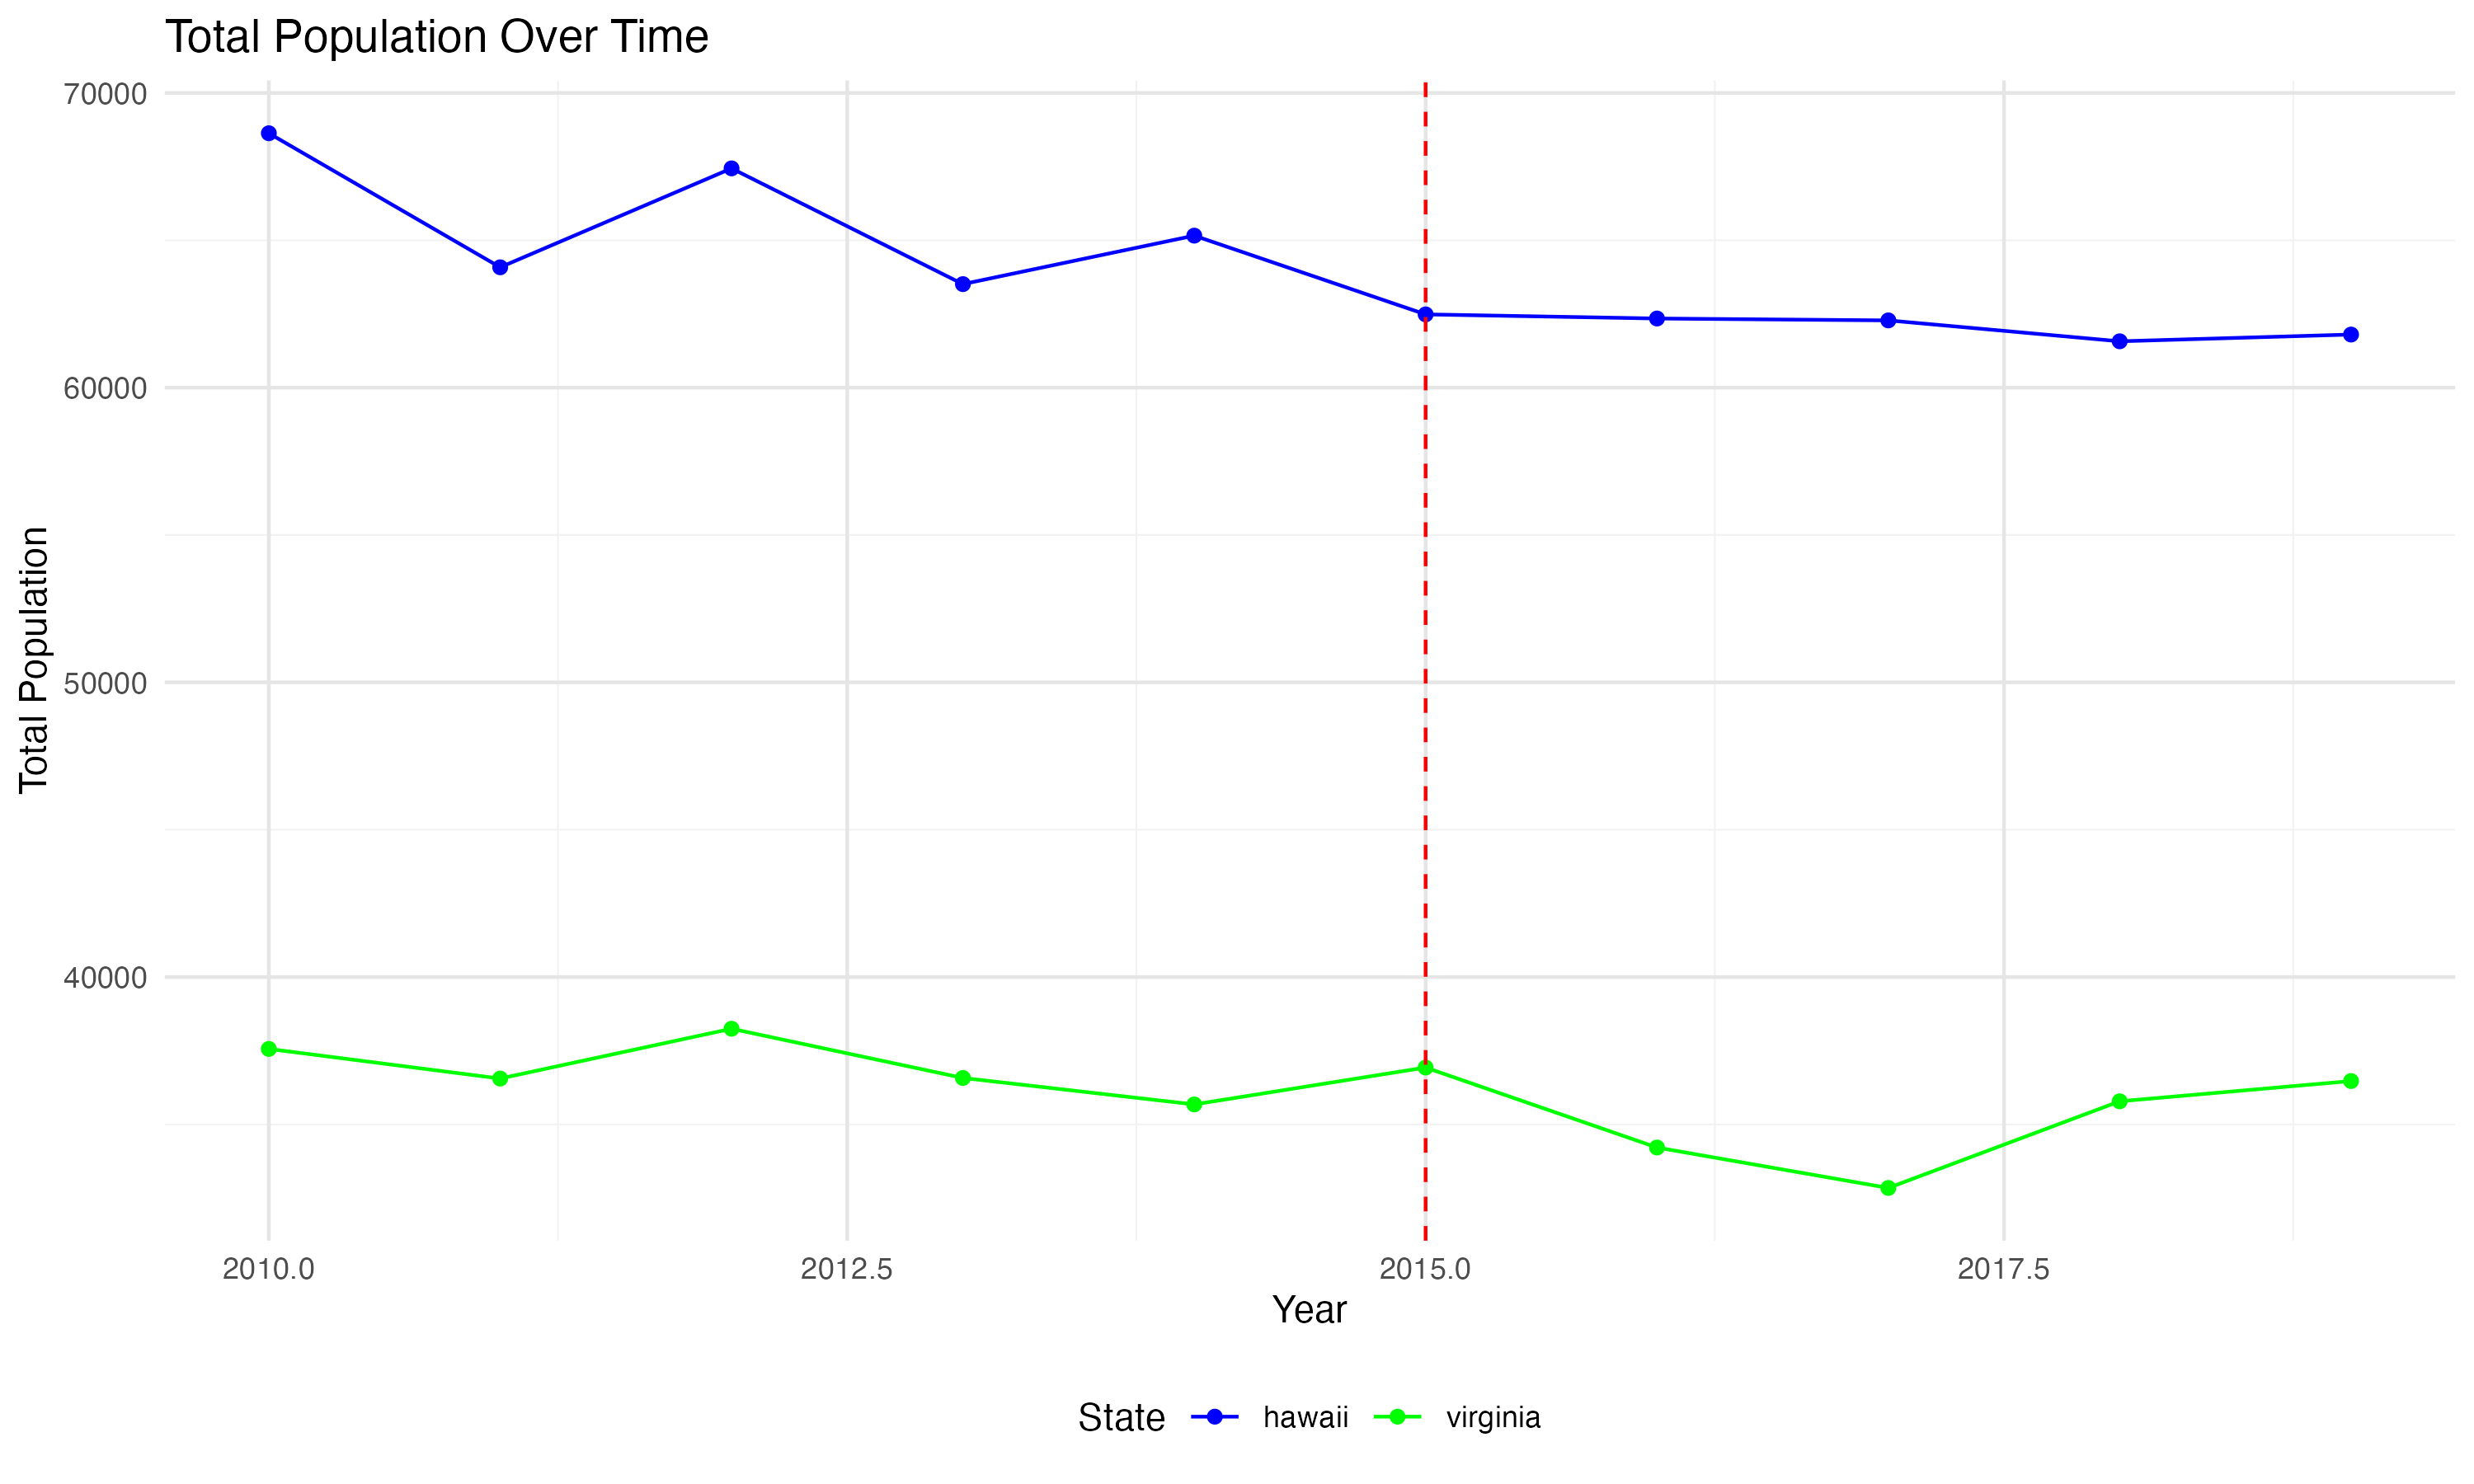 Total Population Over Time
Total Population
70000
60000
50000
40000
2010.0 2012.5 2015.0 2017.5
Year
State hawaii virginia